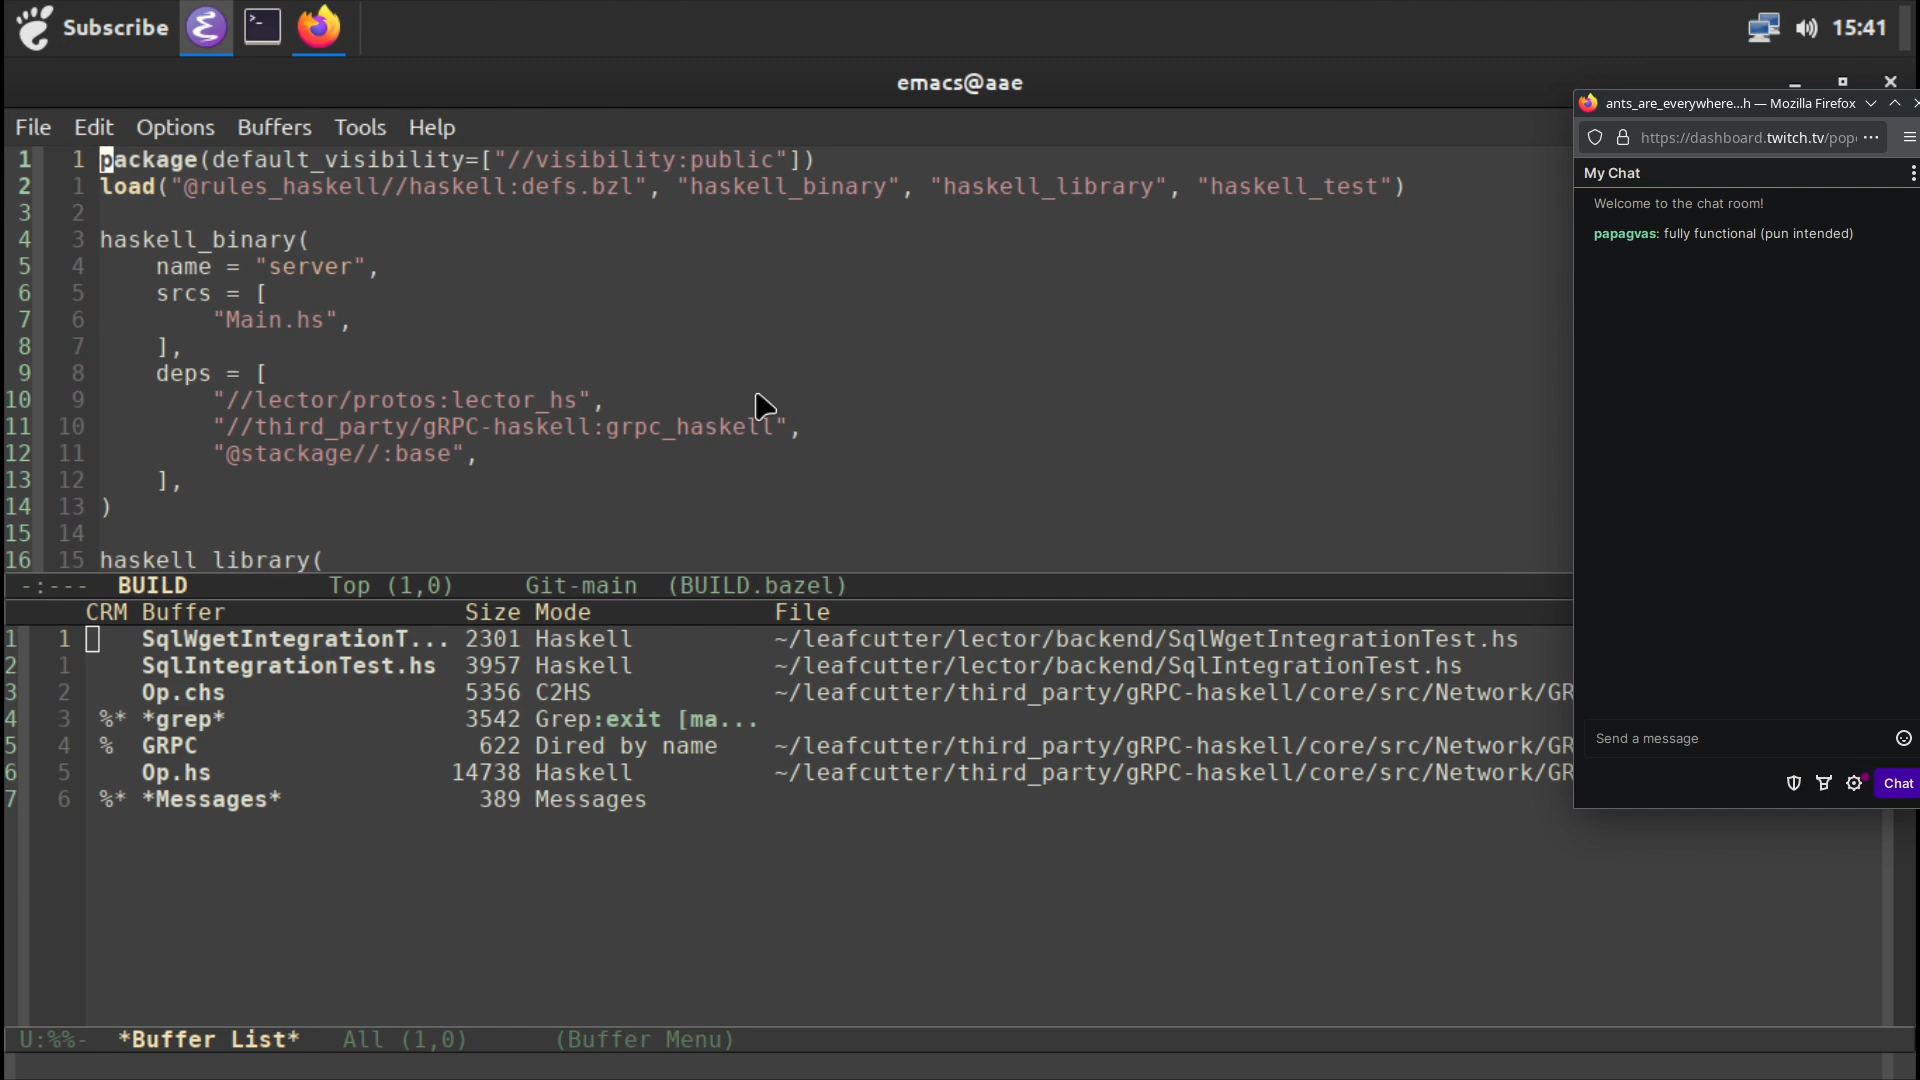 Subscribe
15:41
emacs@aae
File Edit Options Buffers Tools Help
1 1 package(default_visibility=["//visibility:public"])
2 1 load("@rules_haskell//haskell:defs.bzl", "haskell_binary", "haskell_library", "haskell_test")
3 2
4 3 haskell_binary(
5 4 name = "server",
6 5 srcs = [
7 6 "Main.hs",
8 7 ],
9 8 deps = [
10 9 "//lector/protos:lector_hs",
11 10 "//third_party/gRPC-haskell:grpc_haskell",
12 11 "@stackage//:base",
13 12 ],
14 13 )
15 14
16 15 haskell_library(
-:--- BUILD Top (1,0) Git-main (BUILD.bazel)
CRM Buffer Size Mode File
1 1 SqlWgetIntegrationT... 2301 Haskell ~/leafcutter/lector/backend/SqlWgetIntegrationTest.hs
2 1 SqlIntegrationTest.hs 3957 Haskell ~/leafcutter/lector/backend/SqlIntegrationTest.hs
3 2 Op.chs 5356 C2HS ~/leafcutter/third_party/gRPC-haskell/core/src/Network/GR
4 3 %* *grep* 3542 Grep:exit [ma...
5 4 % GRPC 622 Dired by name ~/leafcutter/third_party/gRPC-haskell/core/src/Network/GR
6 5 Op.hs 14738 Haskell ~/leafcutter/third_party/gRPC-haskell/core/src/Network/GR
7 6 %* *Messages* 389 Messages
U:%%- *Buffer List* All (1,0) (Buffer Menu)
ants_are_everywhere...h — Mozilla Firefox
https://dashboard.twitch.tv/pop
My Chat
Welcome to the chat room!
papagvas: fully functional (pun intended)
Send a message
Chat